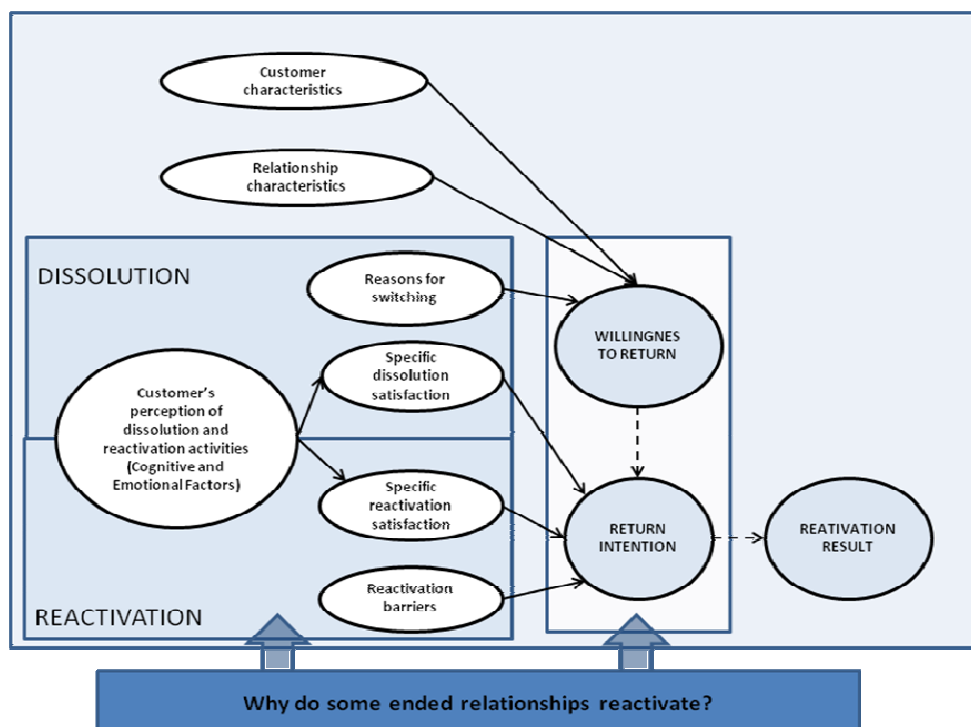 Customer
characteristics
Relationship
characteristics
DISSOLUTION
Reasons for
switching
WILLINGNES
TO RETURN
Specific
dissolution
satisfaction
Customer's
perception of
dissolution and
reactivation activities
(Cognitive and
Emotional Factors)
Specific
reactivation
satisfaction
RETURN
INTENTION
REATIVATION
RESULT
Reactivation
barriers
REACTIVATION
Why do some ended relationships reactivate?